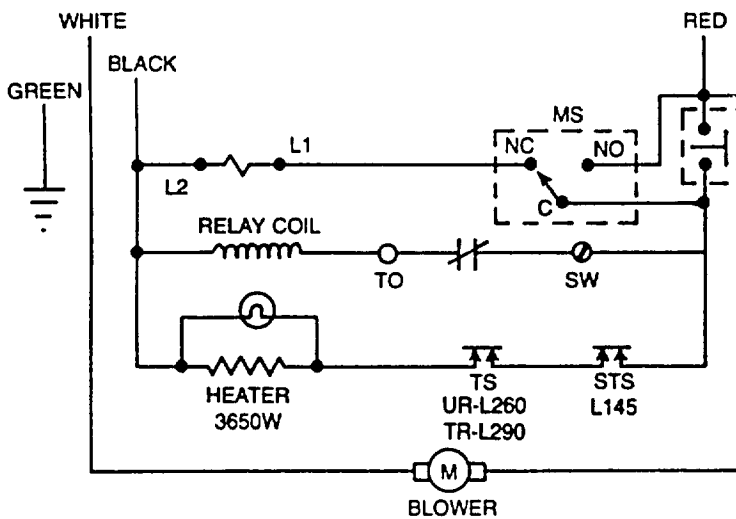 WHITE
RED
BLACK
GREEN
MS
L1
NC
NO
L2
C
RELAY COIL
TO
SW
HEATER
3650W
TS
UR-L260
TR-L290
STS
L145
M
BLOWER